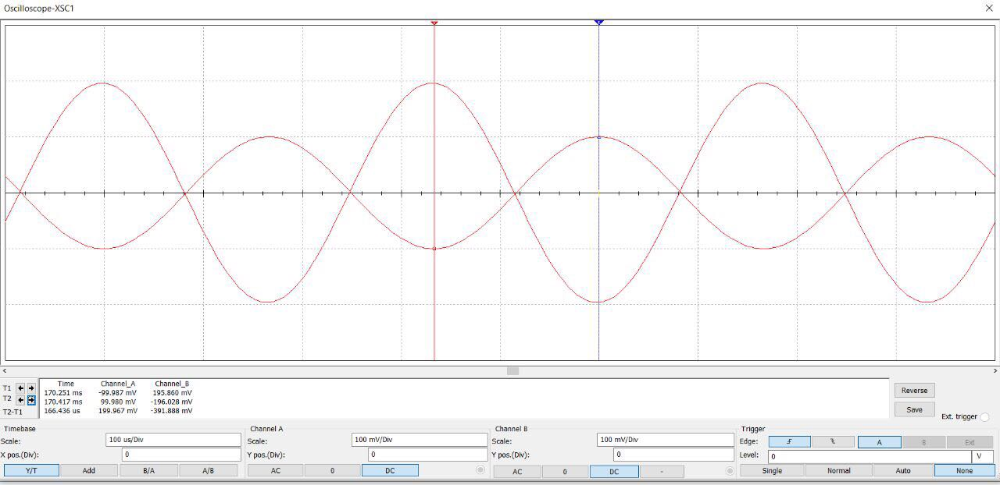 Oscilloscope-XSC1
1 2
T1
T2
T2-T1
Time Channel_A Channel_B
170.251 ms -99.987 mV 195.860 mV
170.417 ms 99.980 mV -196.028 mV
166.436 us 199.967 mV -391.888 mV
Reverse
Save
Ext. trigger
Timebase
Scale: 100 us/Div
X pos.(Div): 0
Y/T Add B/A A/B
Channel A
Scale: 100 mV/Div
Y pos.(Div): 0
AC 0 DC
Channel B
Scale: 100 mV/Div
Y pos.(Div): 0
AC 0 DC -
Trigger
Edge: A B Ext
Level: 0 V
Single Normal Auto None